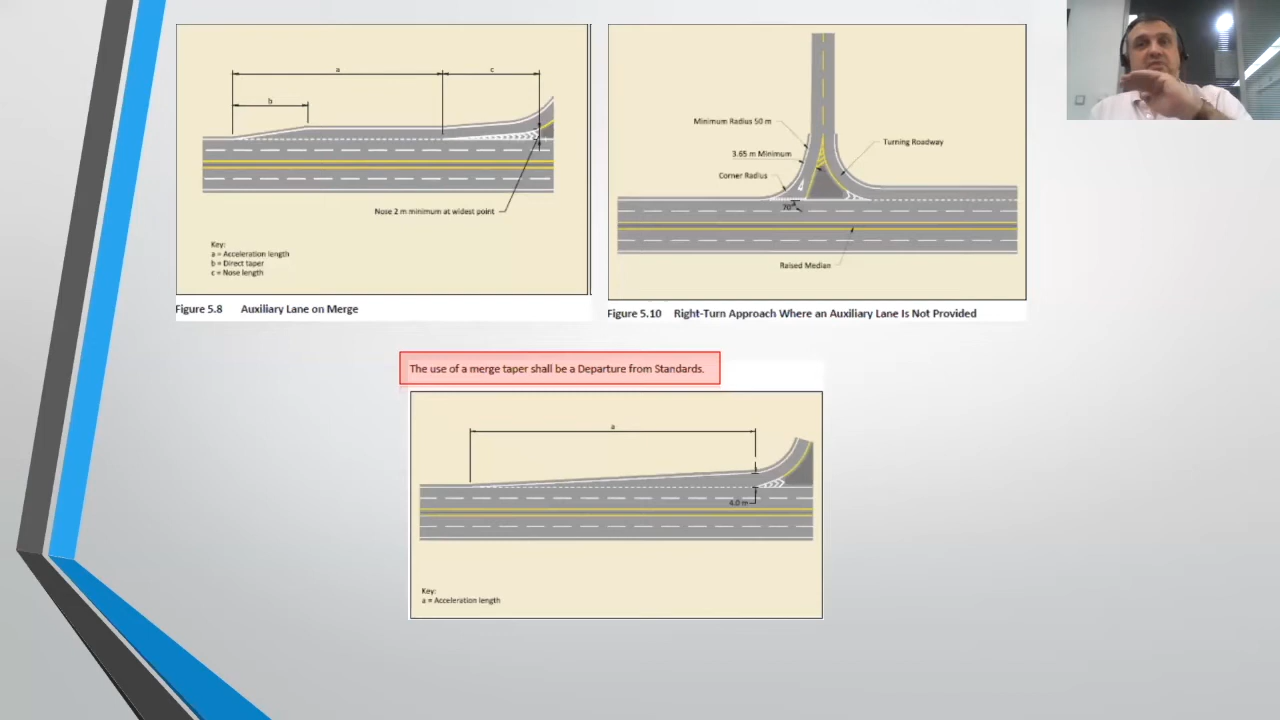 a
c
b
Nose 2 m minimum at widest point
Key:
a = Acceleration length
b = Direct taper
c = Nose length
Figure 5.8 Auxiliary Lane on Merge
Minimum Radius 50 m
3.65 m Minimum
Corner Radius
Turning Roadway
70°
Raised Median
Figure 5.10 Right-Turn Approach Where an Auxiliary Lane Is Not Provided
The use of a merge taper shall be a Departure from Standards.
a
4.0 m
Key:
a = Acceleration length